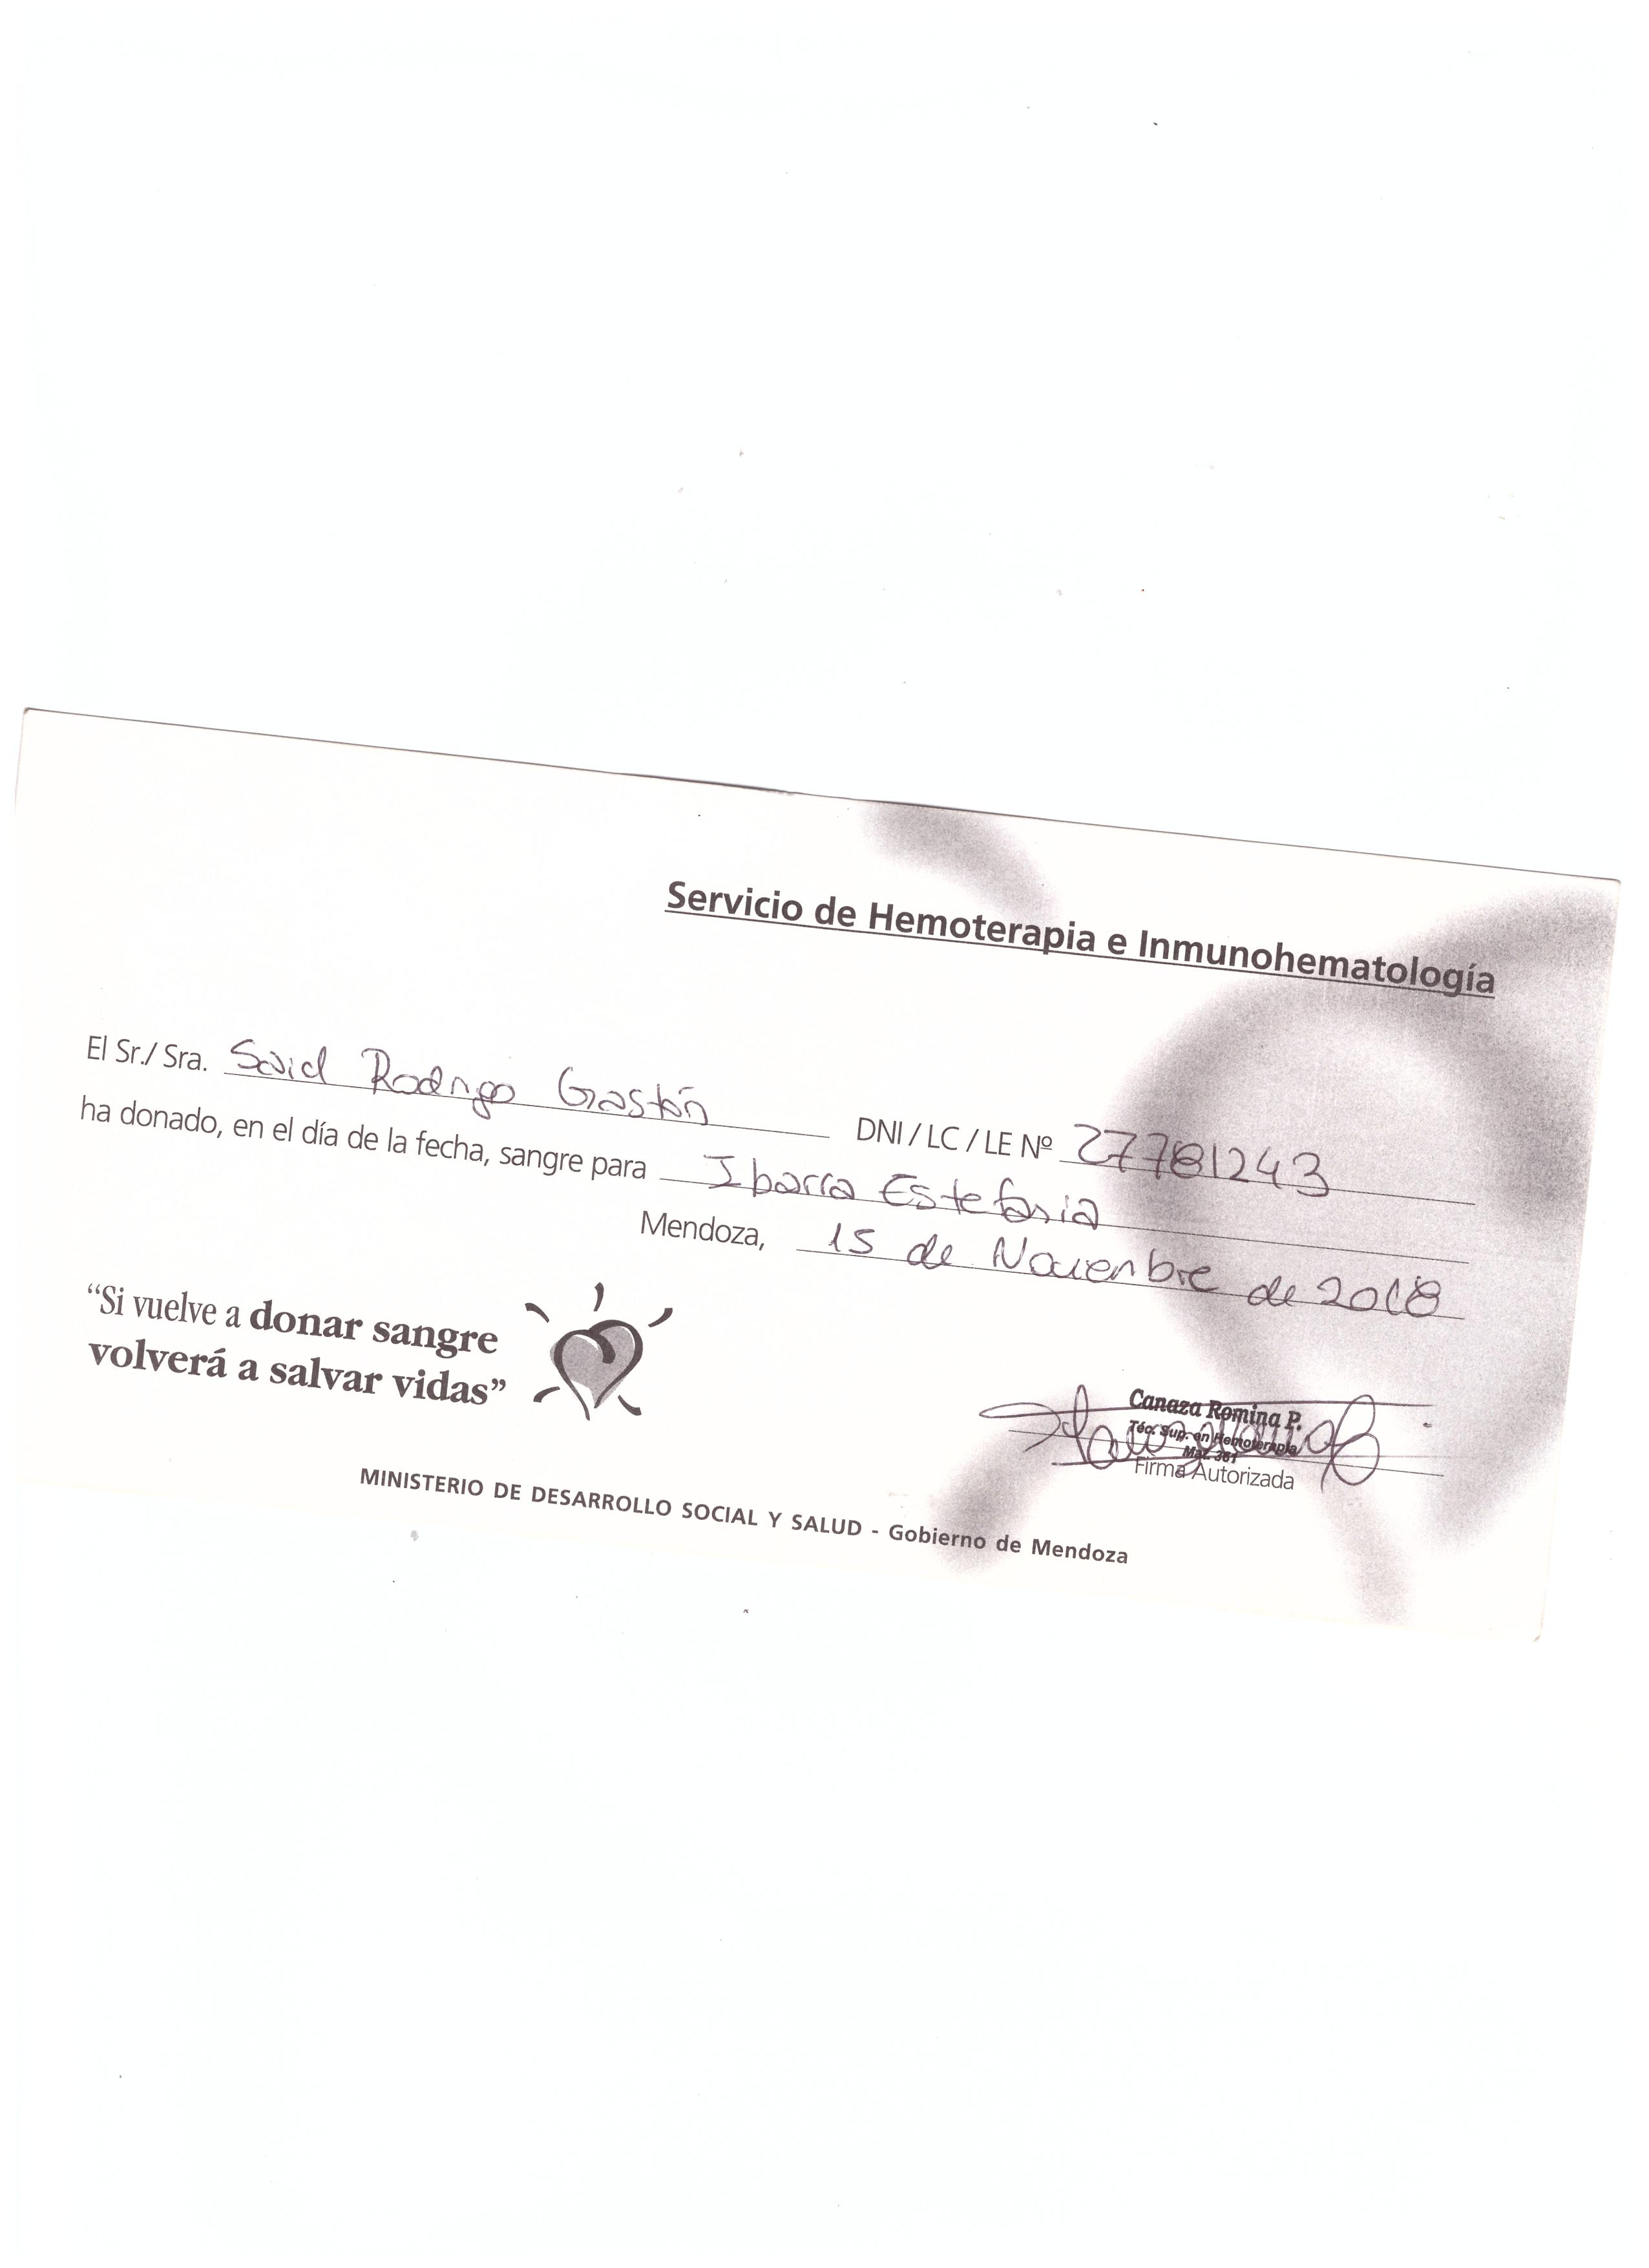 Servicio de Hemoterapia e Inmunohematología
El Sr./ Sra. Said Rodrigo Gastón DNI / LC / LE Nº 27781243
ha donado, en el día de la fecha, sangre para Ibarra Estefania
Mendoza, 15 de Noviembre de 2018
“Si vuelve a donar sangre
volverá a salvar vidas”
Canaza Romina P.
Téc. Sup. en Hemoterapia
Mat. 361
Firma Autorizada
MINISTERIO DE DESARROLLO SOCIAL Y SALUD - Gobierno de Mendoza